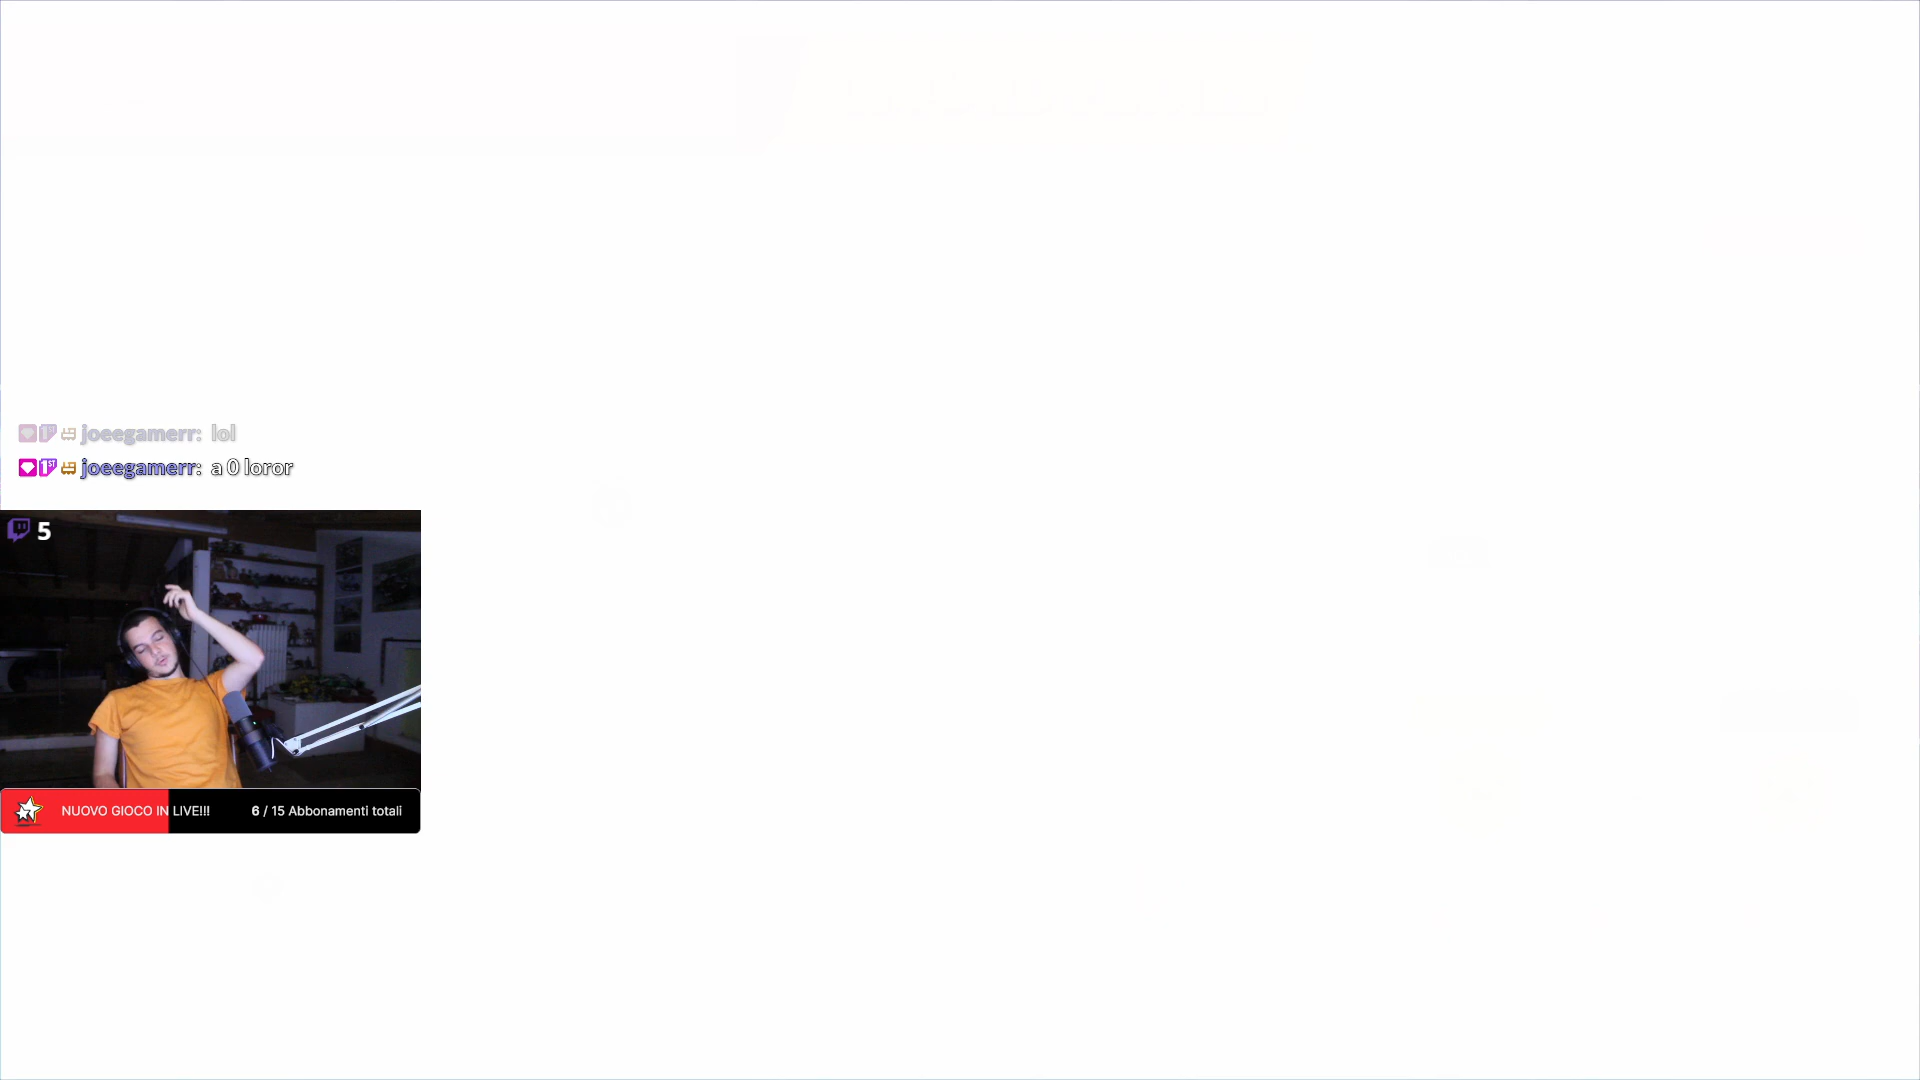 joeegamerr: lol
joeegamerr: a 0 loror
5
NUOVO GIOCO IN LIVE!!! 6 / 15 Abbonamenti totali